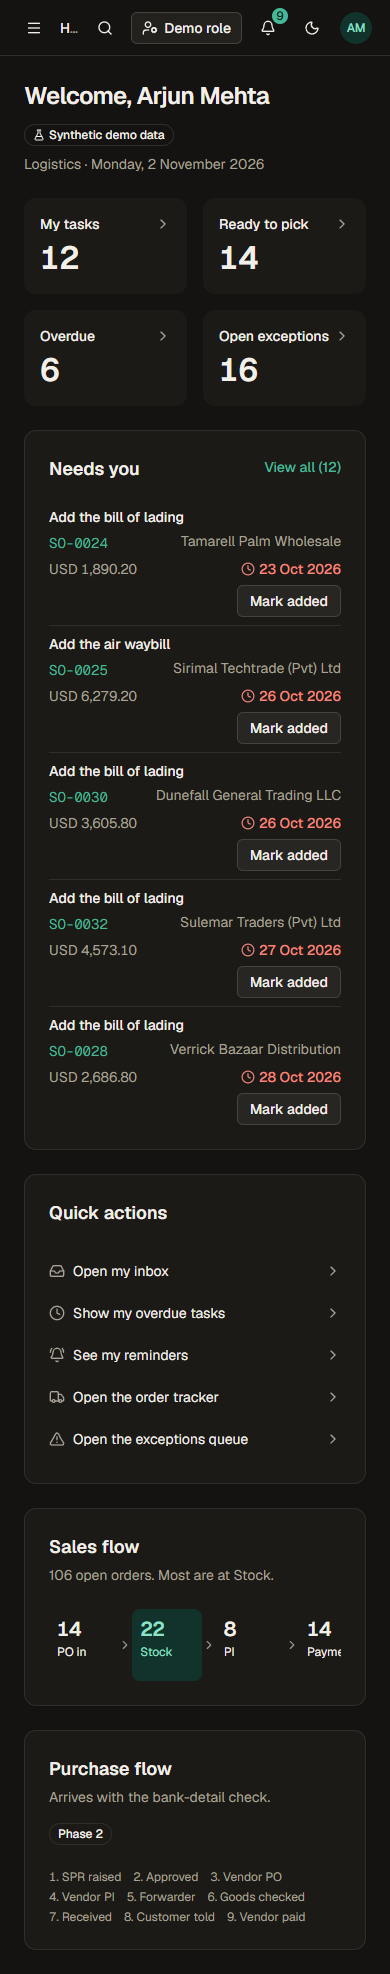 H...
Demo role
9
AM
Welcome, Arjun Mehta
Synthetic demo data
Logistics · Monday, 2 November 2026
My tasks
12
Ready to pick
14
Overdue
6
Open exceptions
16
Needs you
View all (12)
Add the bill of lading
SO-0024 Tamarell Palm Wholesale
USD 1,890.20 23 Oct 2026
Mark added
Add the air waybill
SO-0025 Sirimal Techtrade (Pvt) Ltd
USD 6,279.20 26 Oct 2026
Mark added
Add the bill of lading
SO-0030 Dunefall General Trading LLC
USD 3,605.80 26 Oct 2026
Mark added
Add the bill of lading
SO-0032 Sulemar Traders (Pvt) Ltd
USD 4,573.10 27 Oct 2026
Mark added
Add the bill of lading
SO-0028 Verrick Bazaar Distribution
USD 2,686.80 28 Oct 2026
Mark added
Quick actions
Open my inbox
Show my overdue tasks
See my reminders
Open the order tracker
Open the exceptions queue
Sales flow
106 open orders. Most are at Stock.
14
PO in
22
Stock
8
PI
14
Payme
Purchase flow
Arrives with the bank-detail check.
Phase 2
1. SPR raised 2. Approved 3. Vendor PO
4. Vendor PI 5. Forwarder 6. Goods checked
7. Received 8. Customer told 9. Vendor paid